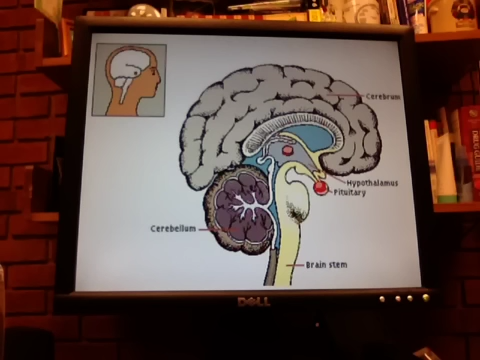 Cerebrum
Hypothalamus
Pituitary
Cerebellum
Brain stem
DELL